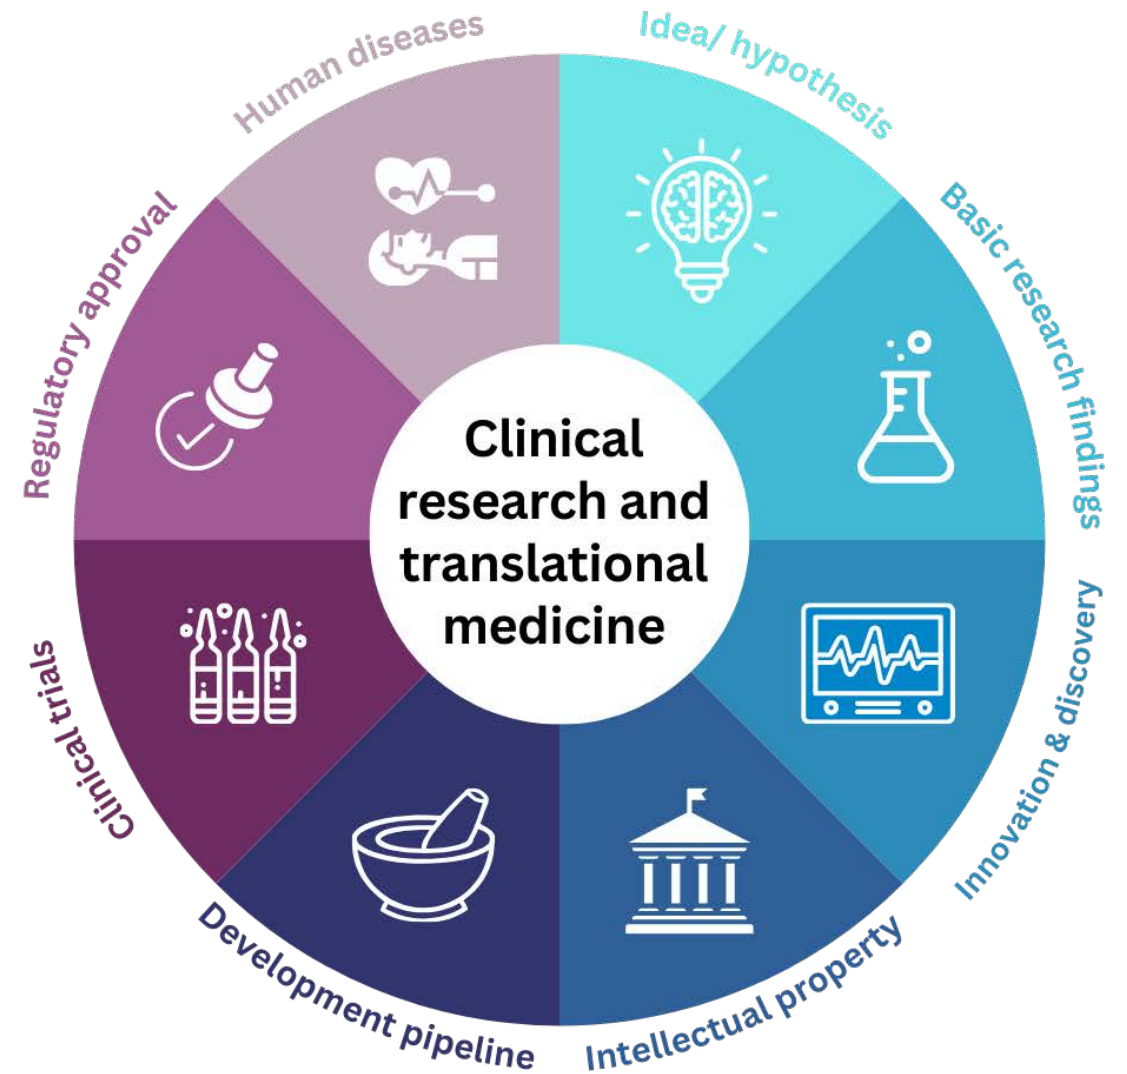 Human diseases
Idea/ hypothesis
Basic research findings
Innovation & discovery
Intellectual property
Development pipeline
Clinical trials
Regulatory approval
Clinical
research and
translational
medicine